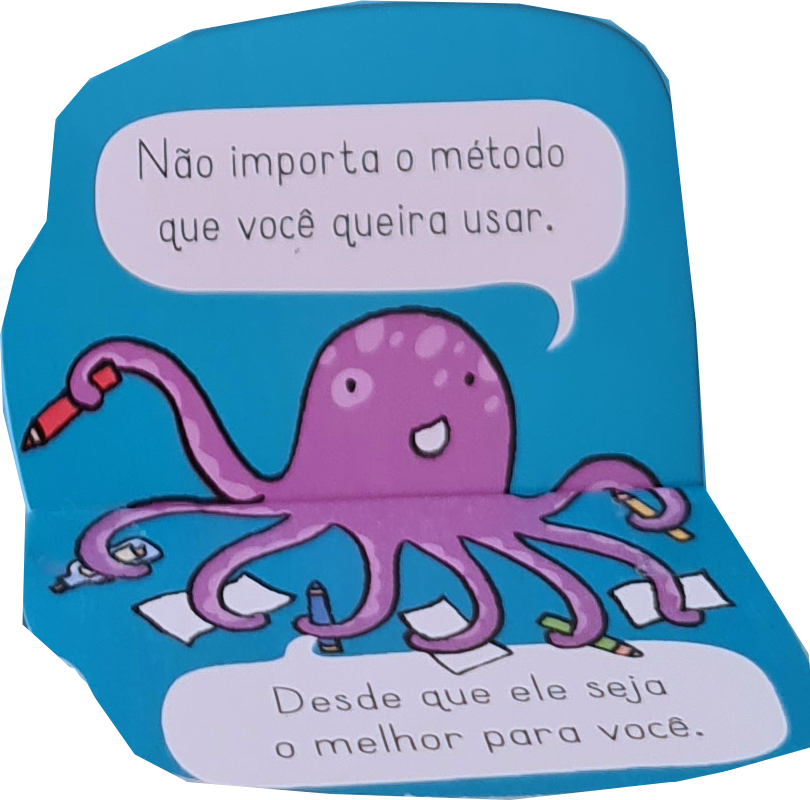 Não importa o método
que você queira usar.
Desde que ele seja
o melhor para você.